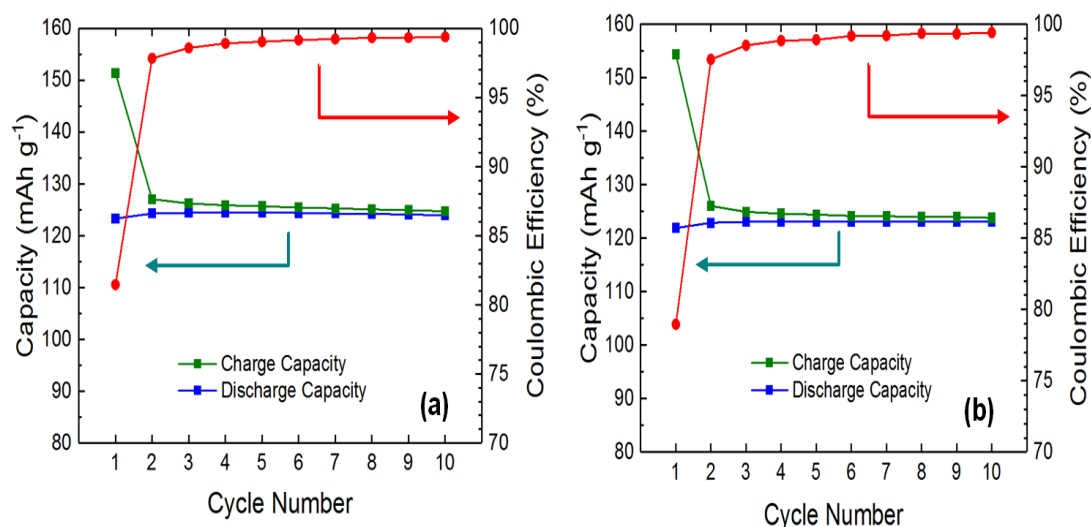 160
150
140
130
120
110
100
90
80
Capacity (mAh g⁻¹)
100
95
90
85
80
75
70
Coulombic Efficiency (%)
Charge Capacity
Discharge Capacity
(a)
1 2 3 4 5 6 7 8 9 10
Cycle Number
160
150
140
130
120
110
100
90
80
Capacity (mAh g⁻¹)
100
95
90
85
80
75
70
Coulombic Efficiency (%)
Charge Capacity
Discharge Capacity
(b)
1 2 3 4 5 6 7 8 9 10
Cycle Number